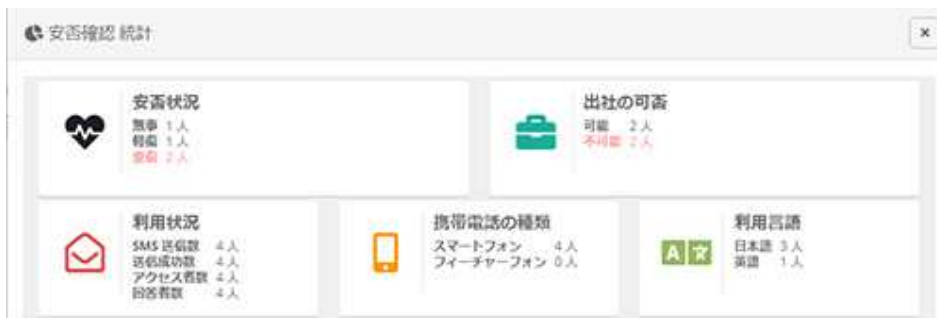 安否確認 統計
×
安否状況
無事 1人
軽傷 1人
重傷 2人
出社の可否
可能 2人
不可能 2人
利用状況
SMS 送信数 4人
送信成功数 4人
アクセス者数 4人
回答者数 4人
携帯電話の種類
スマートフォン 4人
フィーチャーフォン 0人
利用言語
A
日本語 3人
英語 1人